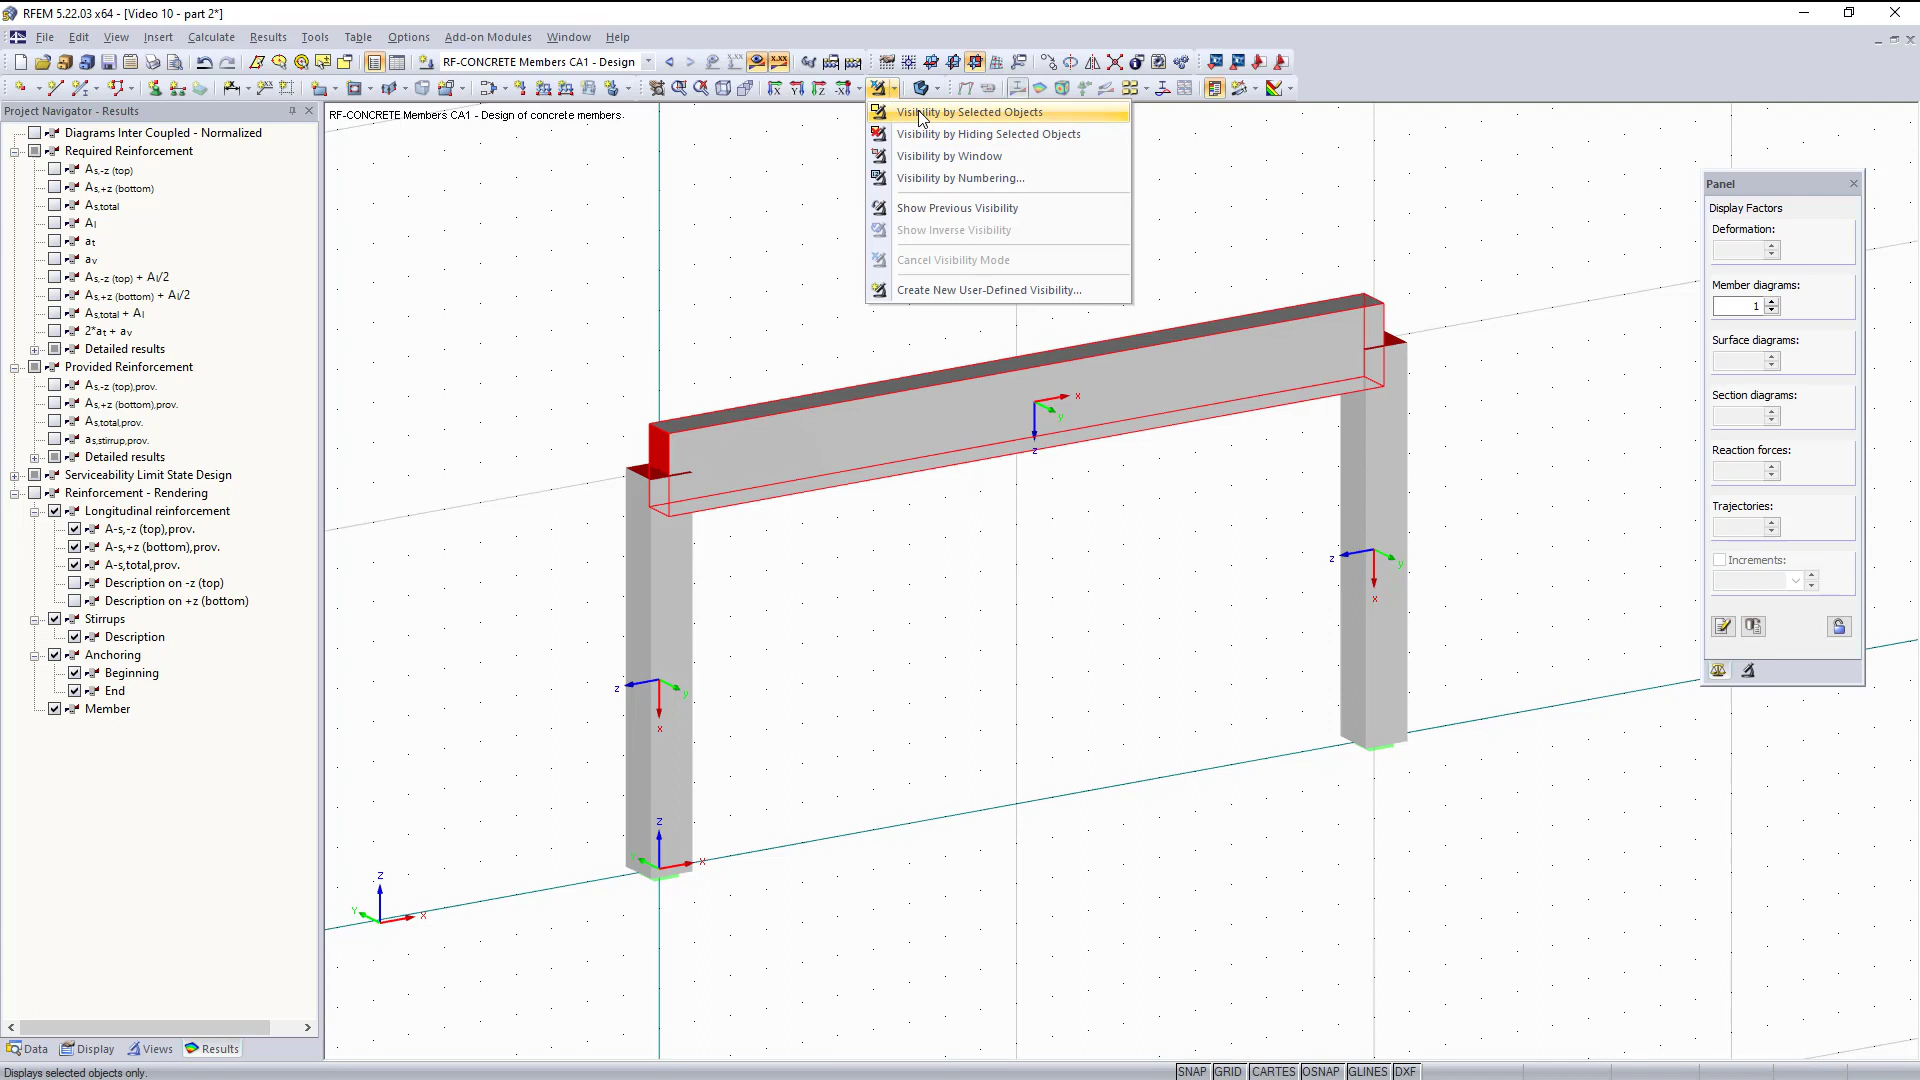 RFEM 5.22.03 x64 - [Video 10 - part 2*]
File Edit View Insert Calculate Results Tools Table Options Add-on Modules Window Help
RF-CONCRETE Members CA1 - Design
Project Navigator - Results
Diagrams Inter Coupled - Normalized
Required Reinforcement
As,-z (top)
As,+z (bottom)
As,total
Al
at
av
As,-z (top) + Al/2
As,+z (bottom) + Al/2
As,total + Al
2*at + av
Detailed results
Provided Reinforcement
As,-z (top),prov.
As,+z (bottom),prov.
As,total,prov.
as,stirrup,prov.
Detailed results
Serviceability Limit State Design
Reinforcement - Rendering
Longitudinal reinforcement
A-s,-z (top),prov.
A-s,+z (bottom),prov.
A-s,total,prov.
Description on -z (top)
Description on +z (bottom)
Stirrups
Description
Anchoring
Beginning
End
Member
Data Display Views Results
RF-CONCRETE Members CA1 - Design of concrete members.
Visibility by Selected Objects
Visibility by Hiding Selected Objects
Visibility by Window
Visibility by Numbering...
Show Previous Visibility
Show Inverse Visibility
Cancel Visibility Mode
Create New User-Defined Visibility...
x
y
z
z
y
x
z
y
x
Z
Y
X
Z
Y
X
Panel
Display Factors
Deformation:
Member diagrams:
1
Surface diagrams:
Section diagrams:
Reaction forces:
Trajectories:
Increments:
Displays selected objects only.
SNAP GRID CARTES OSNAP GLINES DXF